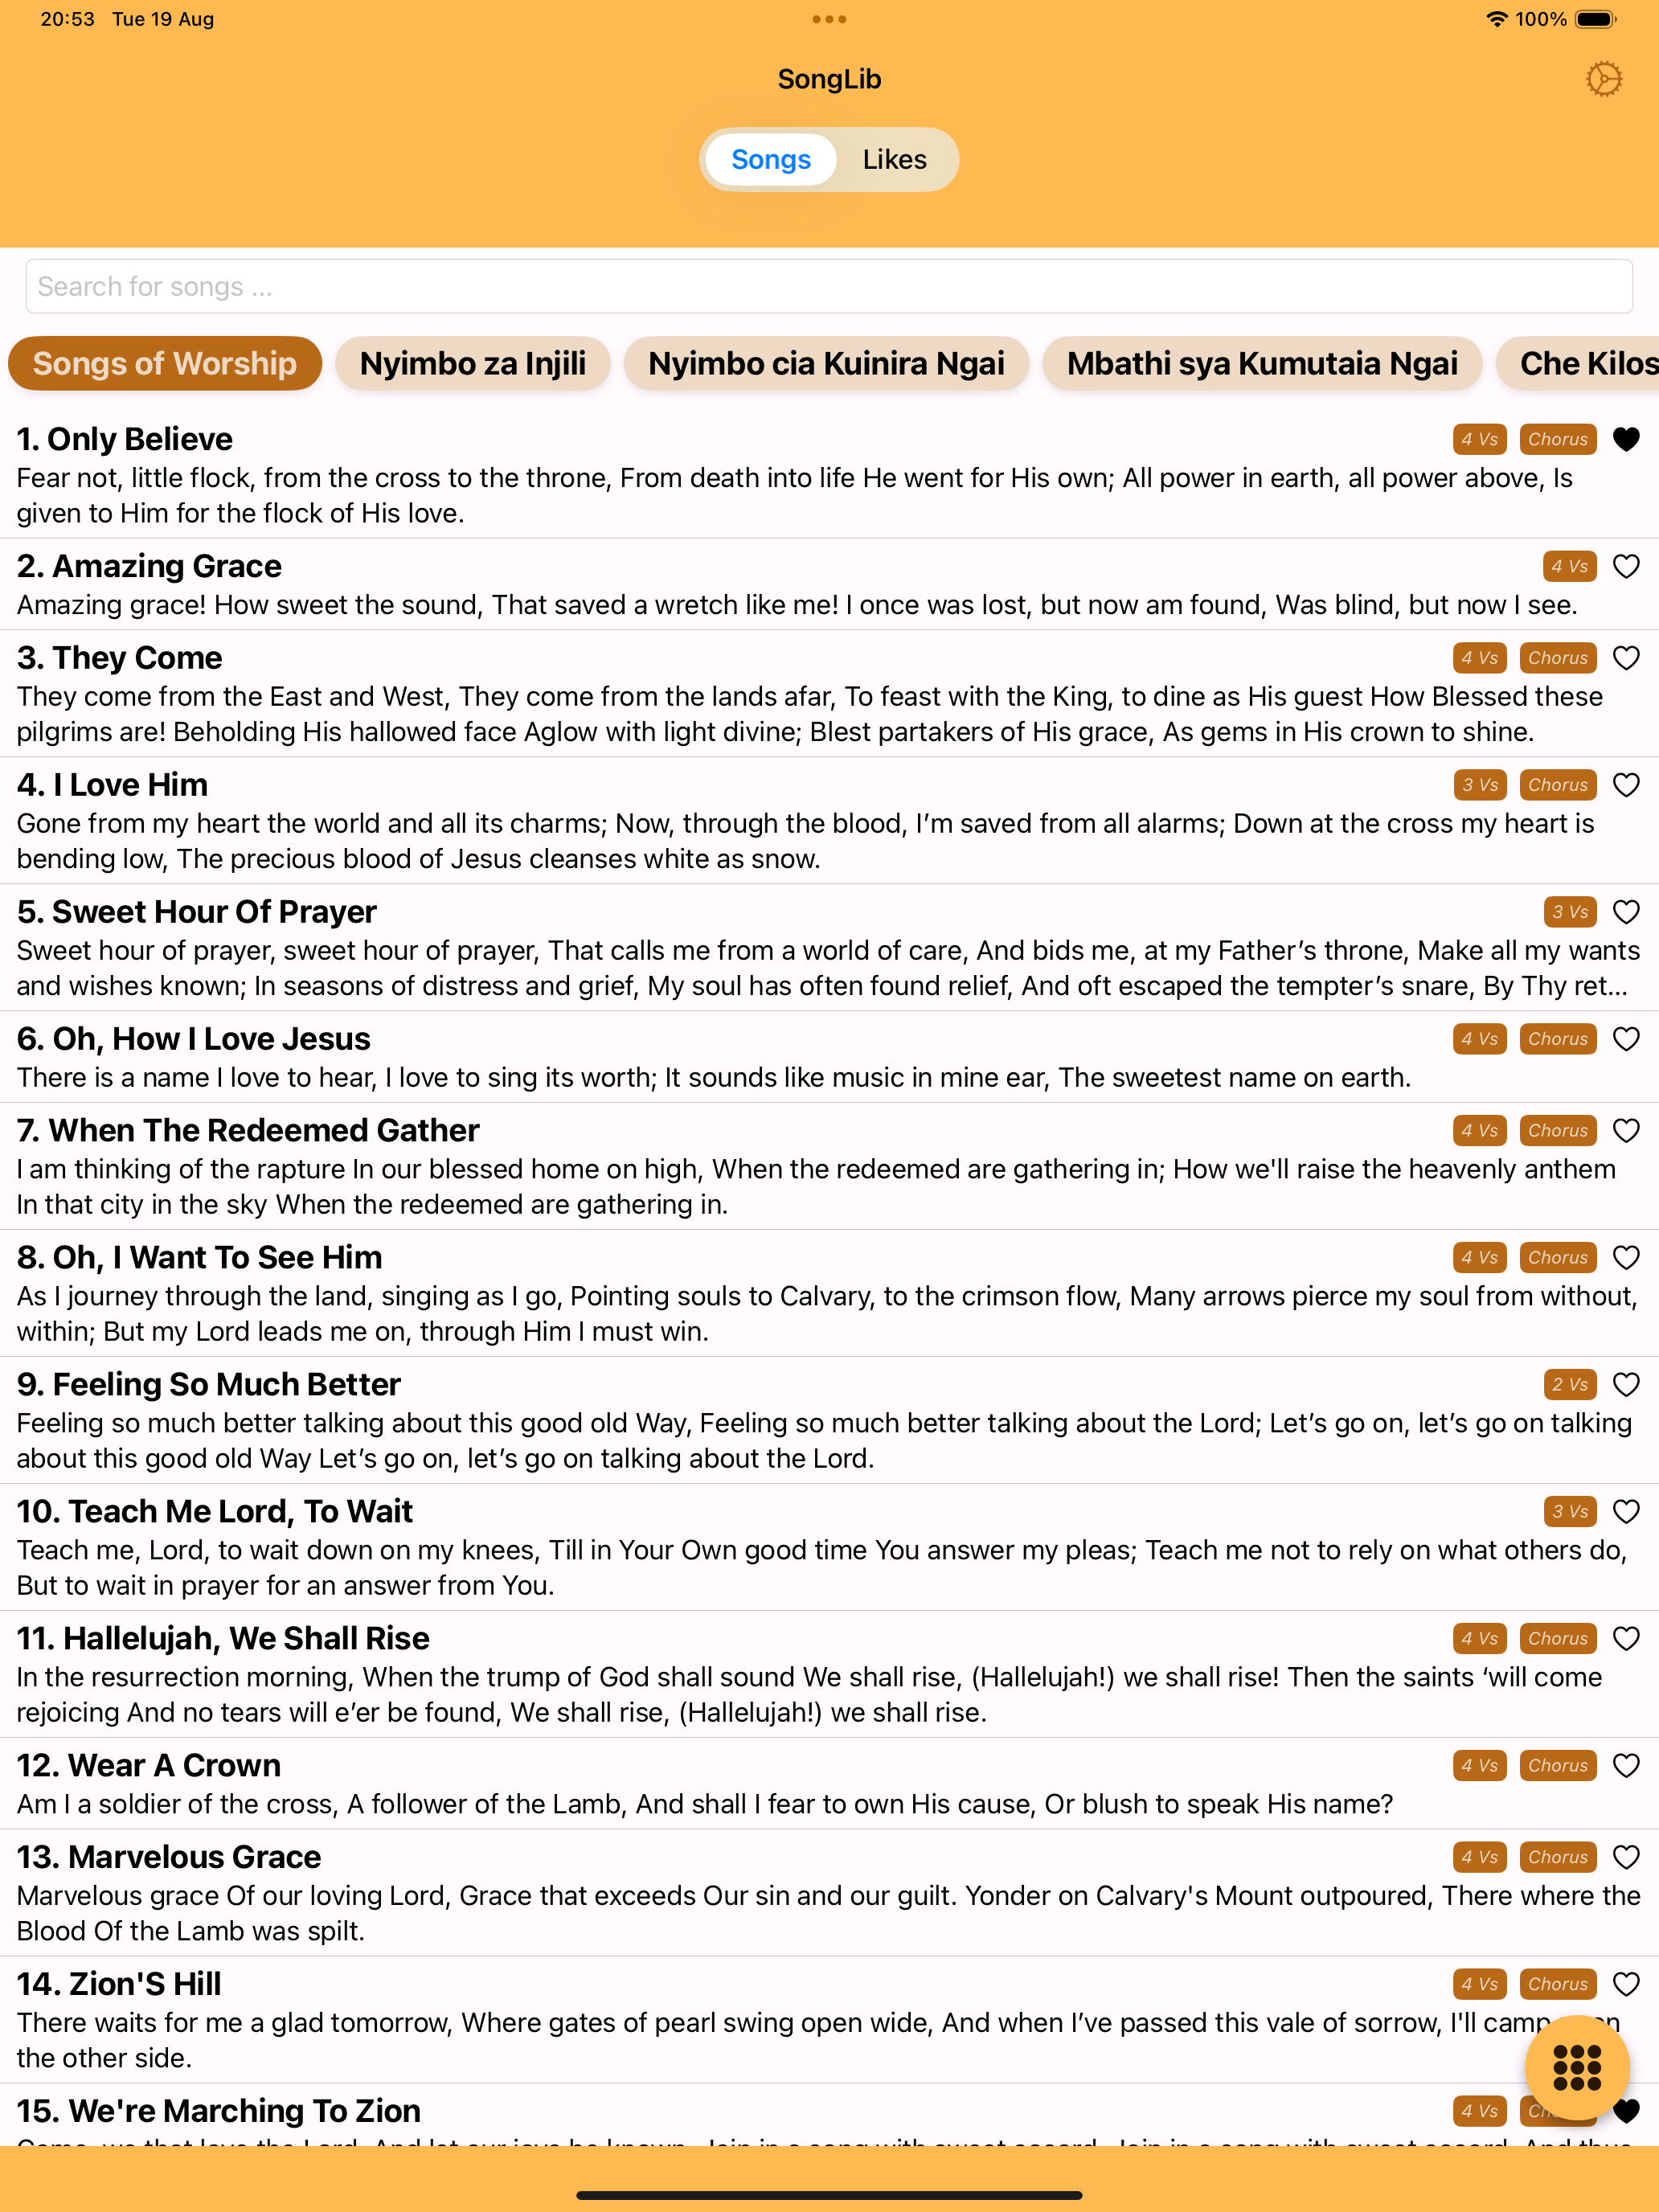 20:53 Tue 19 Aug
100%
SongLib
Songs Likes
Search for songs ...
Songs of Worship Nyimbo za Injili Nyimbo cia Kuinira Ngai Mbathi sya Kumutaia Ngai Che Kilos
1. Only Believe 4 Vs Chorus
Fear not, little flock, from the cross to the throne, From death into life He went for His own; All power in earth, all power above, Is
given to Him for the flock of His love.
2. Amazing Grace 4 Vs
Amazing grace! How sweet the sound, That saved a wretch like me! I once was lost, but now am found, Was blind, but now I see.
3. They Come 4 Vs Chorus
They come from the East and West, They come from the lands afar, To feast with the King, to dine as His guest How Blessed these
pilgrims are! Beholding His hallowed face Aglow with light divine; Blest partakers of His grace, As gems in His crown to shine.
4. I Love Him 3 Vs Chorus
Gone from my heart the world and all its charms; Now, through the blood, I’m saved from all alarms; Down at the cross my heart is
bending low, The precious blood of Jesus cleanses white as snow.
5. Sweet Hour Of Prayer 3 Vs
Sweet hour of prayer, sweet hour of prayer, That calls me from a world of care, And bids me, at my Father’s throne, Make all my wants
and wishes known; In seasons of distress and grief, My soul has often found relief, And oft escaped the tempter’s snare, By Thy ret...
6. Oh, How I Love Jesus 4 Vs Chorus
There is a name I love to hear, I love to sing its worth; It sounds like music in mine ear, The sweetest name on earth.
7. When The Redeemed Gather 4 Vs Chorus
I am thinking of the rapture In our blessed home on high, When the redeemed are gathering in; How we'll raise the heavenly anthem
In that city in the sky When the redeemed are gathering in.
8. Oh, I Want To See Him 4 Vs Chorus
As I journey through the land, singing as I go, Pointing souls to Calvary, to the crimson flow, Many arrows pierce my soul from without,
within; But my Lord leads me on, through Him I must win.
9. Feeling So Much Better 2 Vs
Feeling so much better talking about this good old Way, Feeling so much better talking about the Lord; Let’s go on, let’s go on talking
about this good old Way Let’s go on, let’s go on talking about the Lord.
10. Teach Me Lord, To Wait 3 Vs
Teach me, Lord, to wait down on my knees, Till in Your Own good time You answer my pleas; Teach me not to rely on what others do,
But to wait in prayer for an answer from You.
11. Hallelujah, We Shall Rise 4 Vs Chorus
In the resurrection morning, When the trump of God shall sound We shall rise, (Hallelujah!) we shall rise! Then the saints ‘will come
rejoicing And no tears will e’er be found, We shall rise, (Hallelujah!) we shall rise.
12. Wear A Crown 4 Vs Chorus
Am I a soldier of the cross, A follower of the Lamb, And shall I fear to own His cause, Or blush to speak His name?
13. Marvelous Grace 4 Vs Chorus
Marvelous grace Of our loving Lord, Grace that exceeds Our sin and our guilt. Yonder on Calvary's Mount outpoured, There where the
Blood Of the Lamb was spilt.
14. Zion'S Hill 4 Vs Chorus
There waits for me a glad tomorrow, Where gates of pearl swing open wide, And when I’ve passed this vale of sorrow, I'll camp
the other side.
15. We're Marching To Zion 4 Vs
Come, we that love the Lord, And let our joys be known, Join in a song with sweet accord, Join in a song with sweet accord, And thus